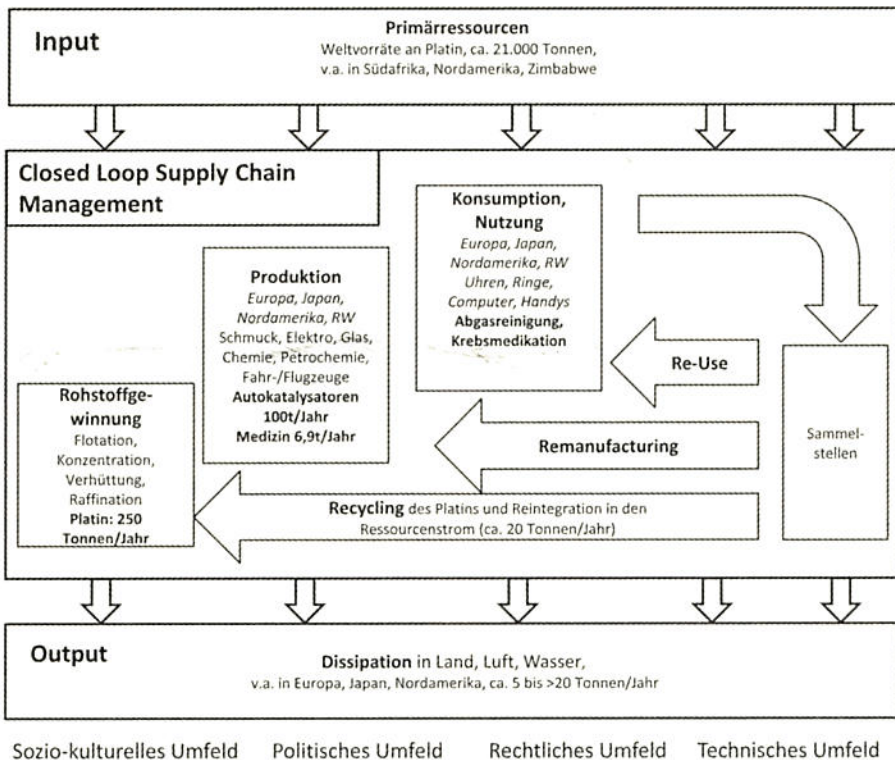 Input
Primärressourcen
Weltvorräte an Platin, ca. 21.000 Tonnen,
v.a. in Südafrika, Nordamerika, Zimbabwe
Closed Loop Supply Chain
Management
Konsumption,
Nutzung
Europa, Japan,
Nordamerika, RW
Uhren, Ringe,
Computer, Handys
Abgasreinigung,
Krebsmedikation
Produktion
Europa, Japan,
Nordamerika, RW
Schmuck, Elektro, Glas,
Chemie, Petrochemie,
Fahr-/Flugzeuge
Autokatalysatoren
100t/Jahr
Medizin 6,9t/Jahr
Rohstoffge-
winnung
Flotation,
Konzentration,
Verhüttung,
Raffination
Platin: 250
Tonnen/Jahr
Re-Use
Remanufacturing
Recycling des Platins und Reintegration in den
Ressourcenstrom (ca. 20 Tonnen/Jahr)
Sammel-
stellen
Output
Dissipation in Land, Luft, Wasser,
v.a. in Europa, Japan, Nordamerika, ca. 5 bis >20 Tonnen/Jahr
Sozio-kulturelles Umfeld Politisches Umfeld Rechtliches Umfeld Technisches Umfeld